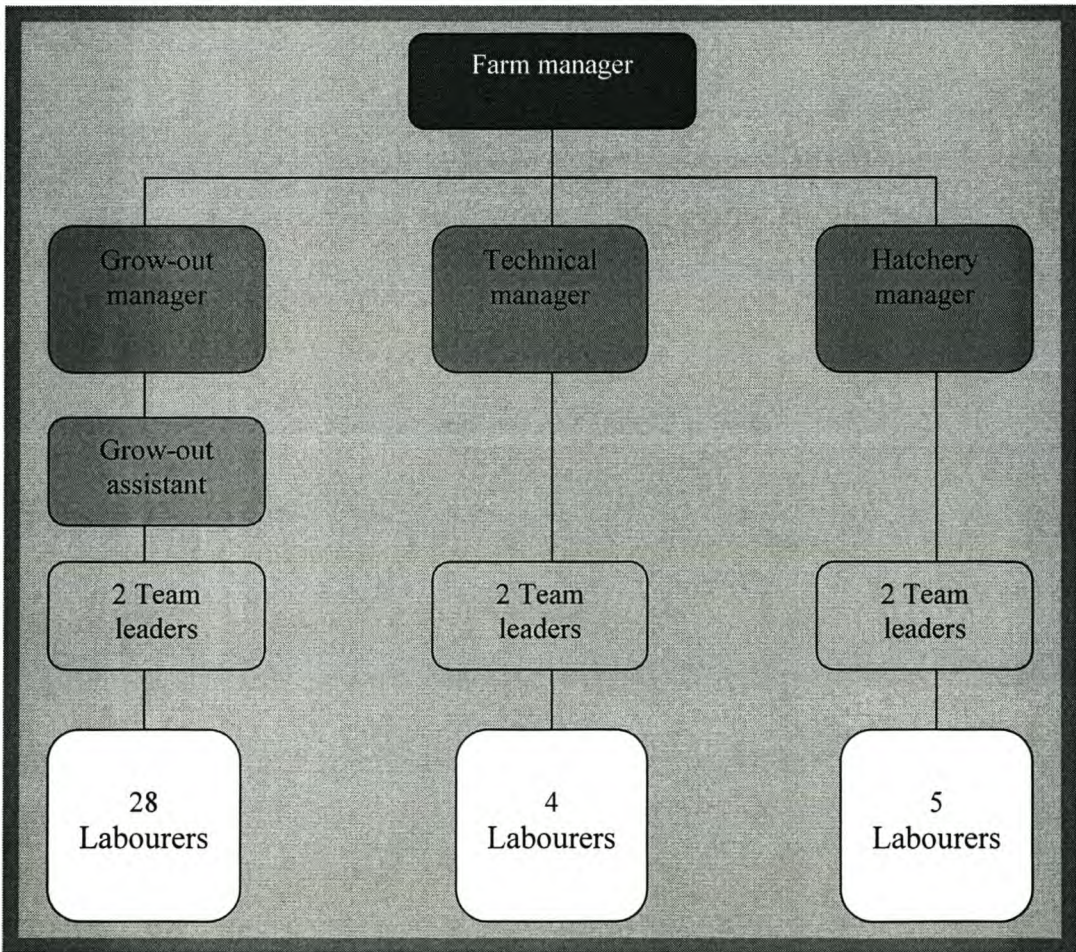 Farm manager
Grow-out
manager
Technical
manager
Hatchery
manager
Grow-out
assistant
2 Team
leaders
2 Team
leaders
2 Team
leaders
28
Labourers
4
Labourers
5
Labourers